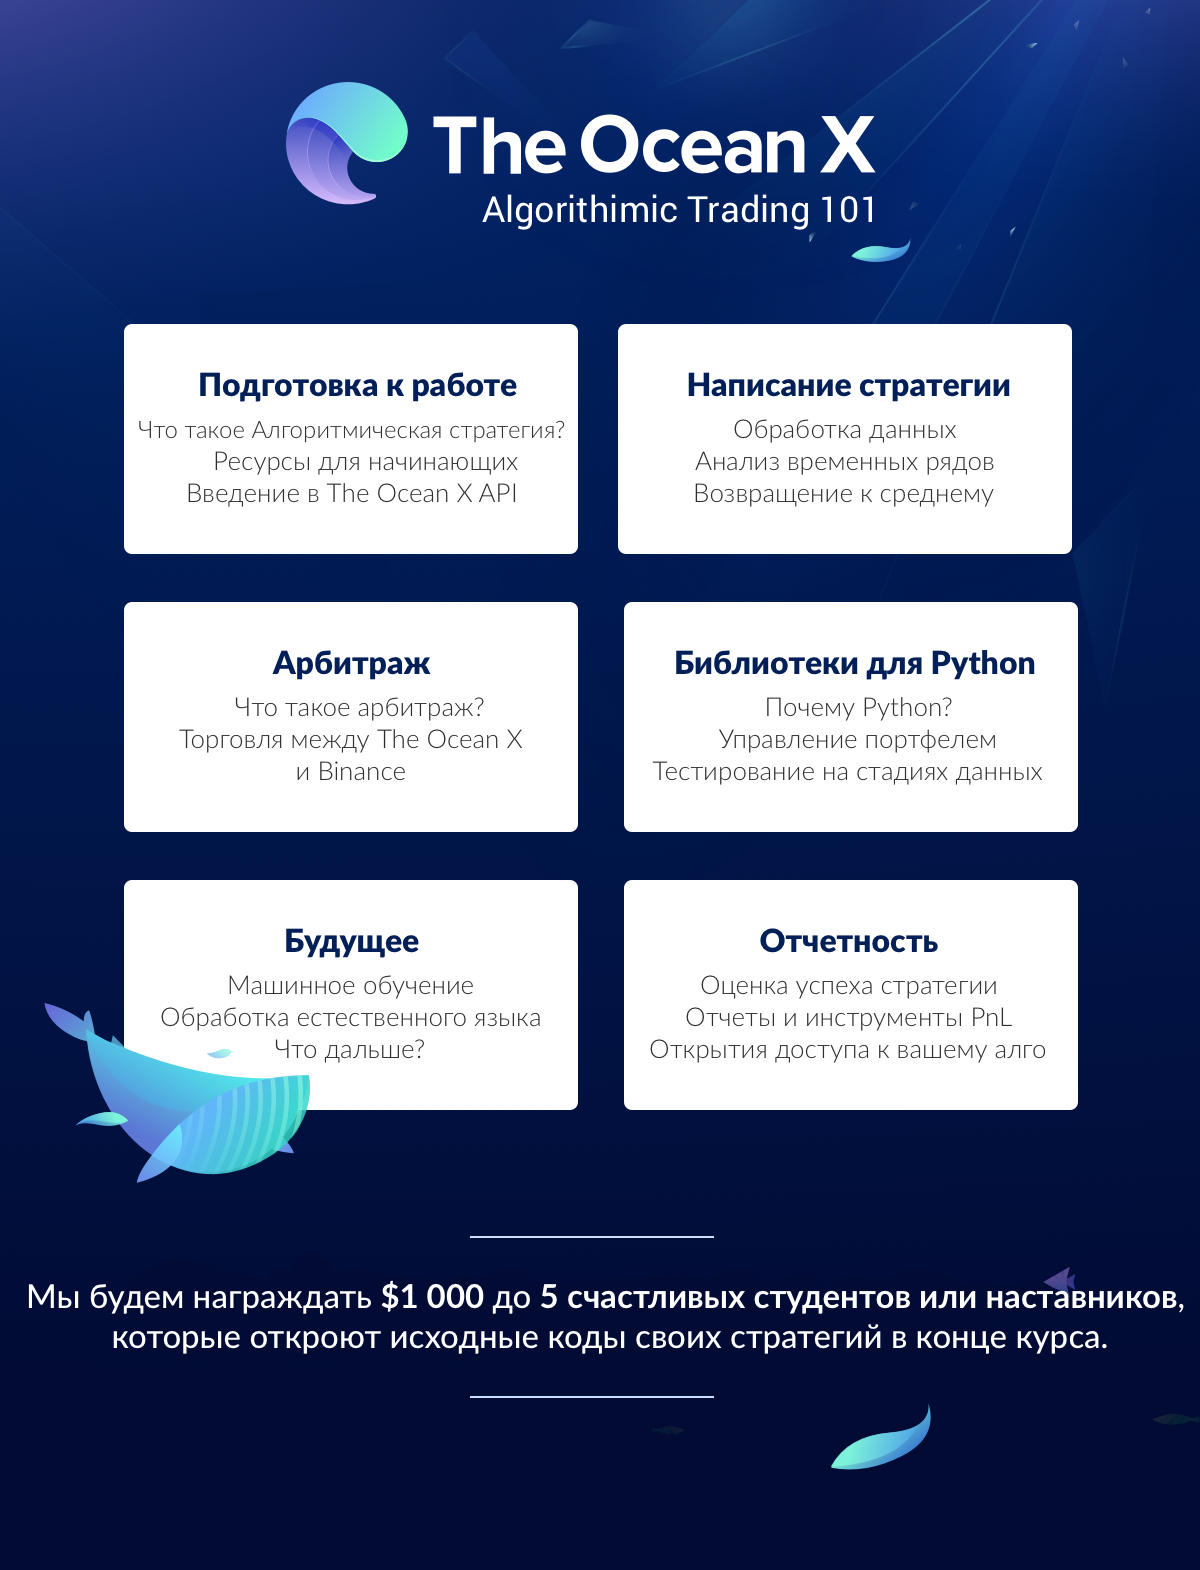 The Ocean X
Algorithimic Trading 101
Подготовка к работе
Что такое Алгоритмическая стратегия?
Ресурсы для начинающих
Введение в The Ocean X API
Написание стратегии
Обработка данных
Анализ временных рядов
Возвращение к среднему
Арбитраж
Что такое арбитраж?
Торговля между The Ocean X
и Binance
Библиотеки для Python
Почему Python?
Управление портфелем
Тестирование на стадиях данных
Будущее
Машинное обучение
Обработка естественного языка
Что дальше?
Отчетность
Оценка успеха стратегии
Отчеты и инструменты PnL
Открытия доступа к вашему алго
Мы будем награждать $1 000 до 5 счастливых студентов или наставников,
которые откроют исходные коды своих стратегий в конце курса.